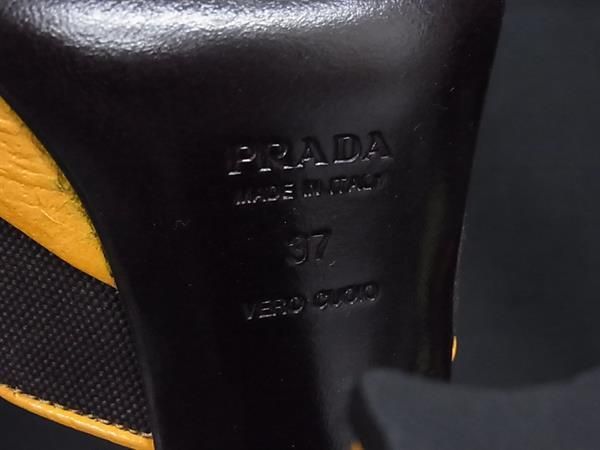 PRADA
MADE IN ITALY
37
VERO CUOIO